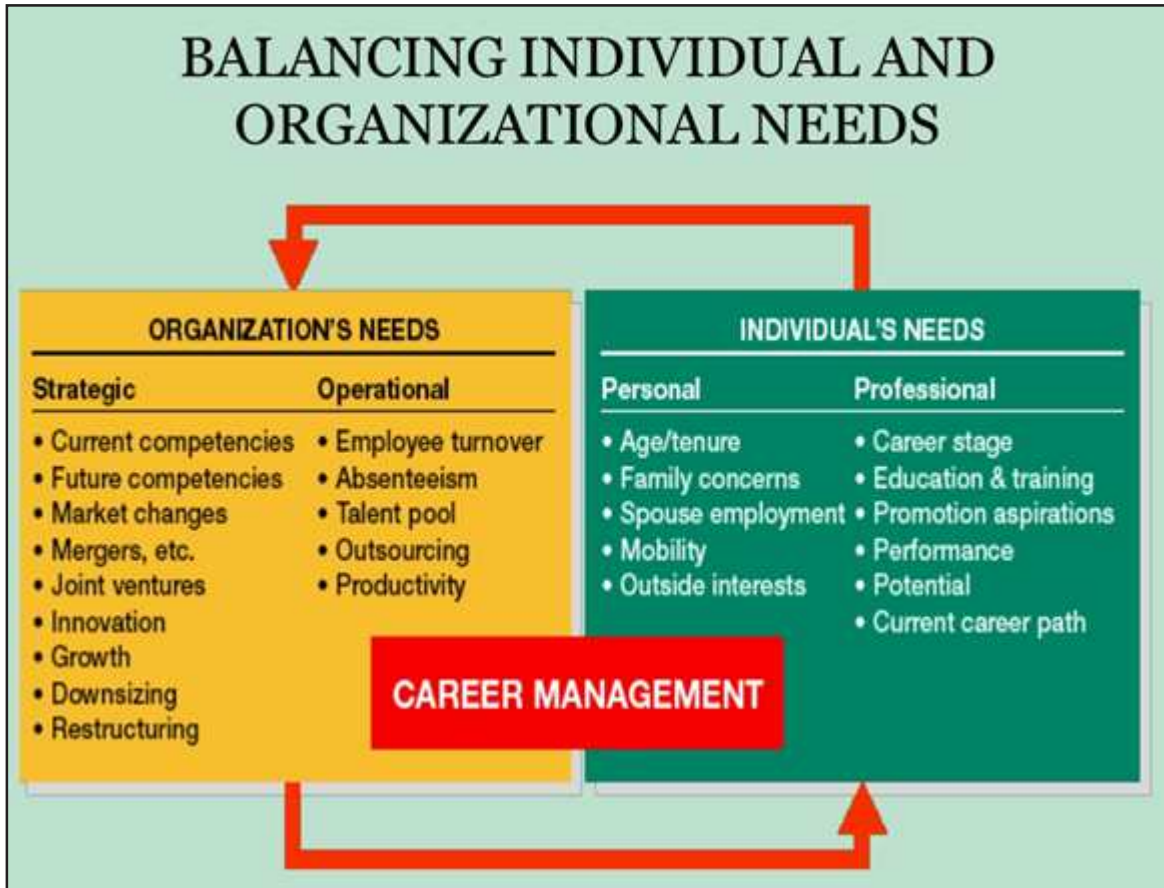 BALANCING INDIVIDUAL AND
ORGANIZATIONAL NEEDS
ORGANIZATION'S NEEDS
Strategic
• Current competencies
• Future competencies
• Market changes
• Mergers, etc.
• Joint ventures
• Innovation
• Growth
• Downsizing
• Restructuring
Operational
• Employee turnover
• Absenteeism
• Talent pool
• Outsourcing
• Productivity
INDIVIDUAL'S NEEDS
Personal
• Age/tenure
• Family concerns
• Spouse employment
• Mobility
• Outside interests
Professional
• Career stage
• Education & training
• Promotion aspirations
• Performance
• Potential
• Current career path
CAREER MANAGEMENT